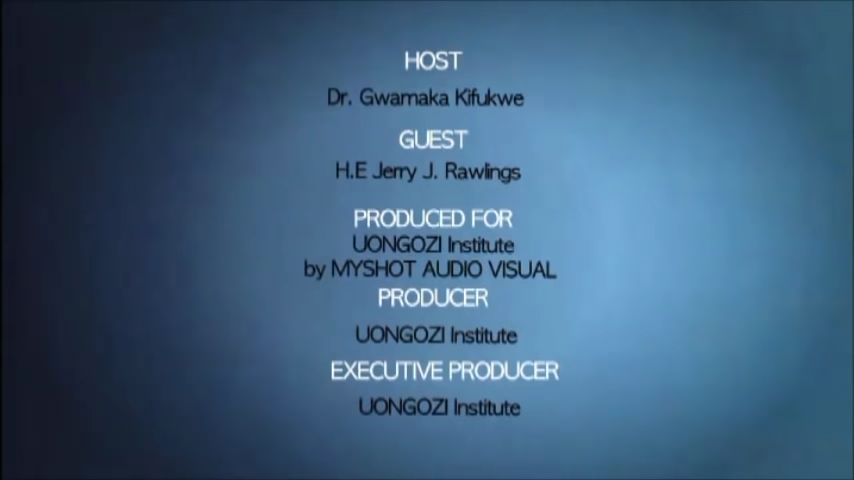 HOST
Dr. Gwamaka Kifukwe
GUEST
H.E Jerry J. Rawlings
PRODUCED FOR
UONGOZI Institute
by MYSHOT AUDIO VISUAL
PRODUCER
UONGOZI Institute
EXECUTIVE PRODUCER
UONGOZI Institute